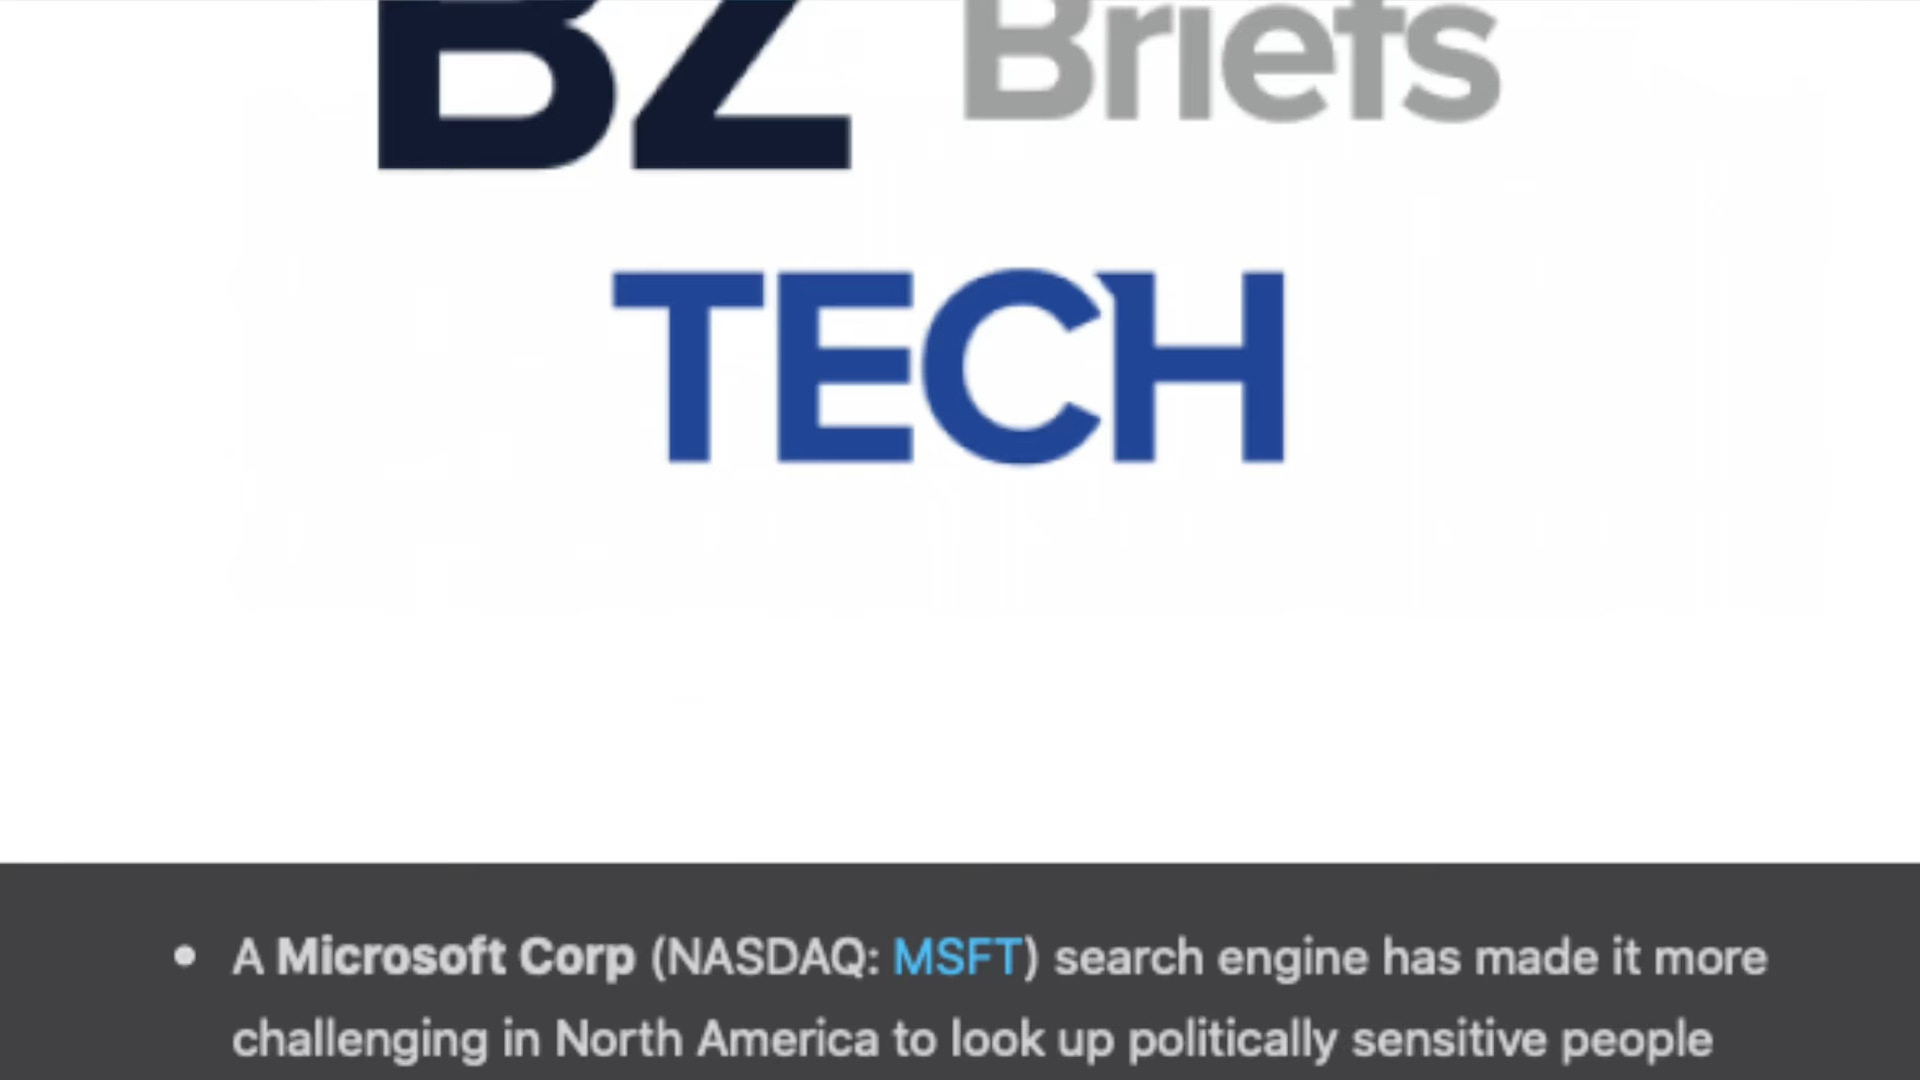 BZ Briefs
TECH
• A Microsoft Corp (NASDAQ: MSFT) search engine has made it more
challenging in North America to look up politically sensitive people